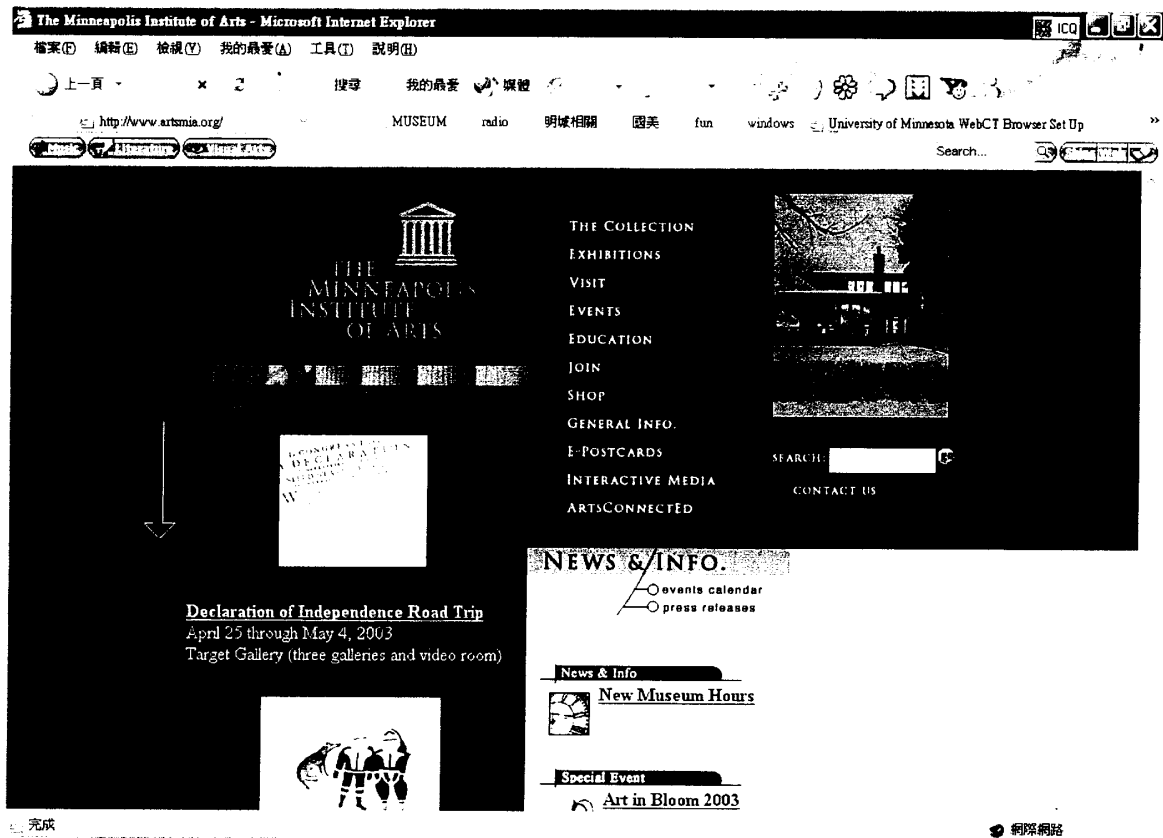 The Minneapolis Institute of Arts - Microsoft Internet Explorer
ICQ
檔案(F) 編輯(E) 檢視(V) 我的最愛(A) 工具(T) 說明(H)
上一頁 搜尋 我的最愛 媒體
http://www.artsmia.org/ MUSEUM radio 明城相關 國美 fun windows University of Minnesota WebCT Browser Set Up »
Music Literature Visual Arts Search...
THE
MINNEAPOLIS
INSTITUTE
OF ARTS
THE COLLECTION
EXHIBITIONS
VISIT
EVENTS
EDUCATION
JOIN
SHOP
GENERAL INFO.
E-POSTCARDS
INTERACTIVE MEDIA
ARTSCONNECTED
SEARCH:
CONTACT US
CONGRESS
DECLARATION
W
Declaration of Independence Road Trip
April 25 through May 4, 2003
Target Gallery (three galleries and video room)
NEWS & INFO.
events calendar
press releases
News & Info
New Museum Hours
Special Event
Art in Bloom 2003
完成
網際網路